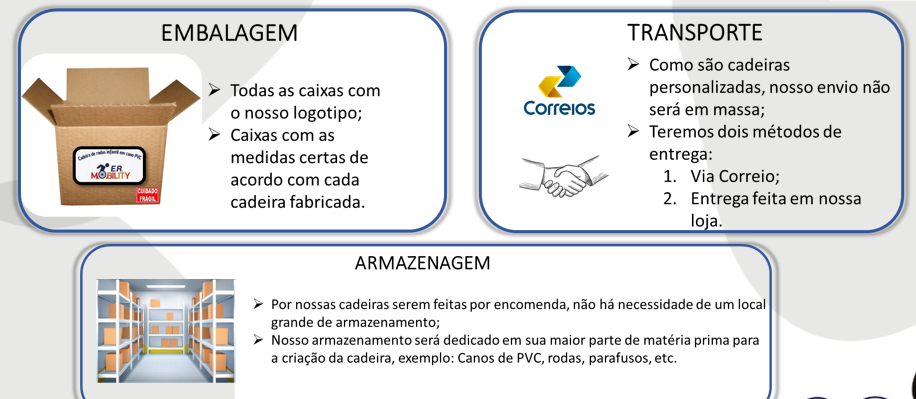 EMBALAGEM
Cadeira de rodas infantil em cano PVC
ER
MOBILITY
CUIDADO
FRÁGIL
Todas as caixas com
o nosso logotipo;
Caixas com as
medidas certas de
acordo com cada
cadeira fabricada.
TRANSPORTE
Correios
Como são cadeiras
personalizadas, nosso envio não
será em massa;
Teremos dois métodos de
entrega:
1. Via Correio;
2. Entrega feita em nossa
loja.
ARMAZENAGEM
Por nossas cadeiras serem feitas por encomenda, não há necessidade de um local
grande de armazenamento;
Nosso armazenamento será dedicado em sua maior parte de matéria prima para
a criação da cadeira, exemplo: Canos de PVC, rodas, parafusos, etc.